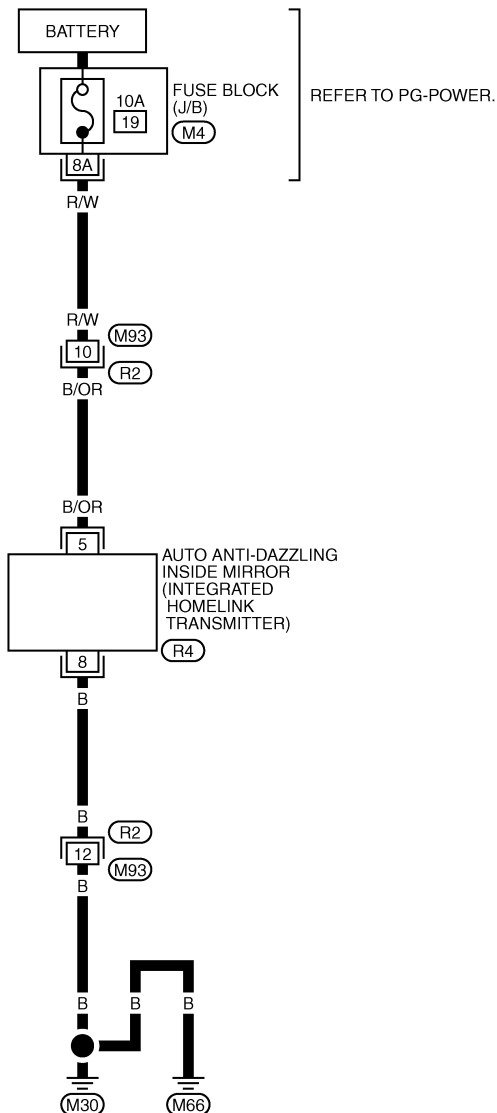 BATTERY
REFER TO PG-POWER.
10A
19
FUSE BLOCK
(J/B)
M4
8A
R/W
R/W
M93
10
R2
B/OR
B/OR
5
AUTO ANTI-DAZZLING
INSIDE MIRROR
(INTEGRATED
HOMELINK
TRANSMITTER)
R4
8
B
B
R2
12
M93
B
B B B
M30 M66